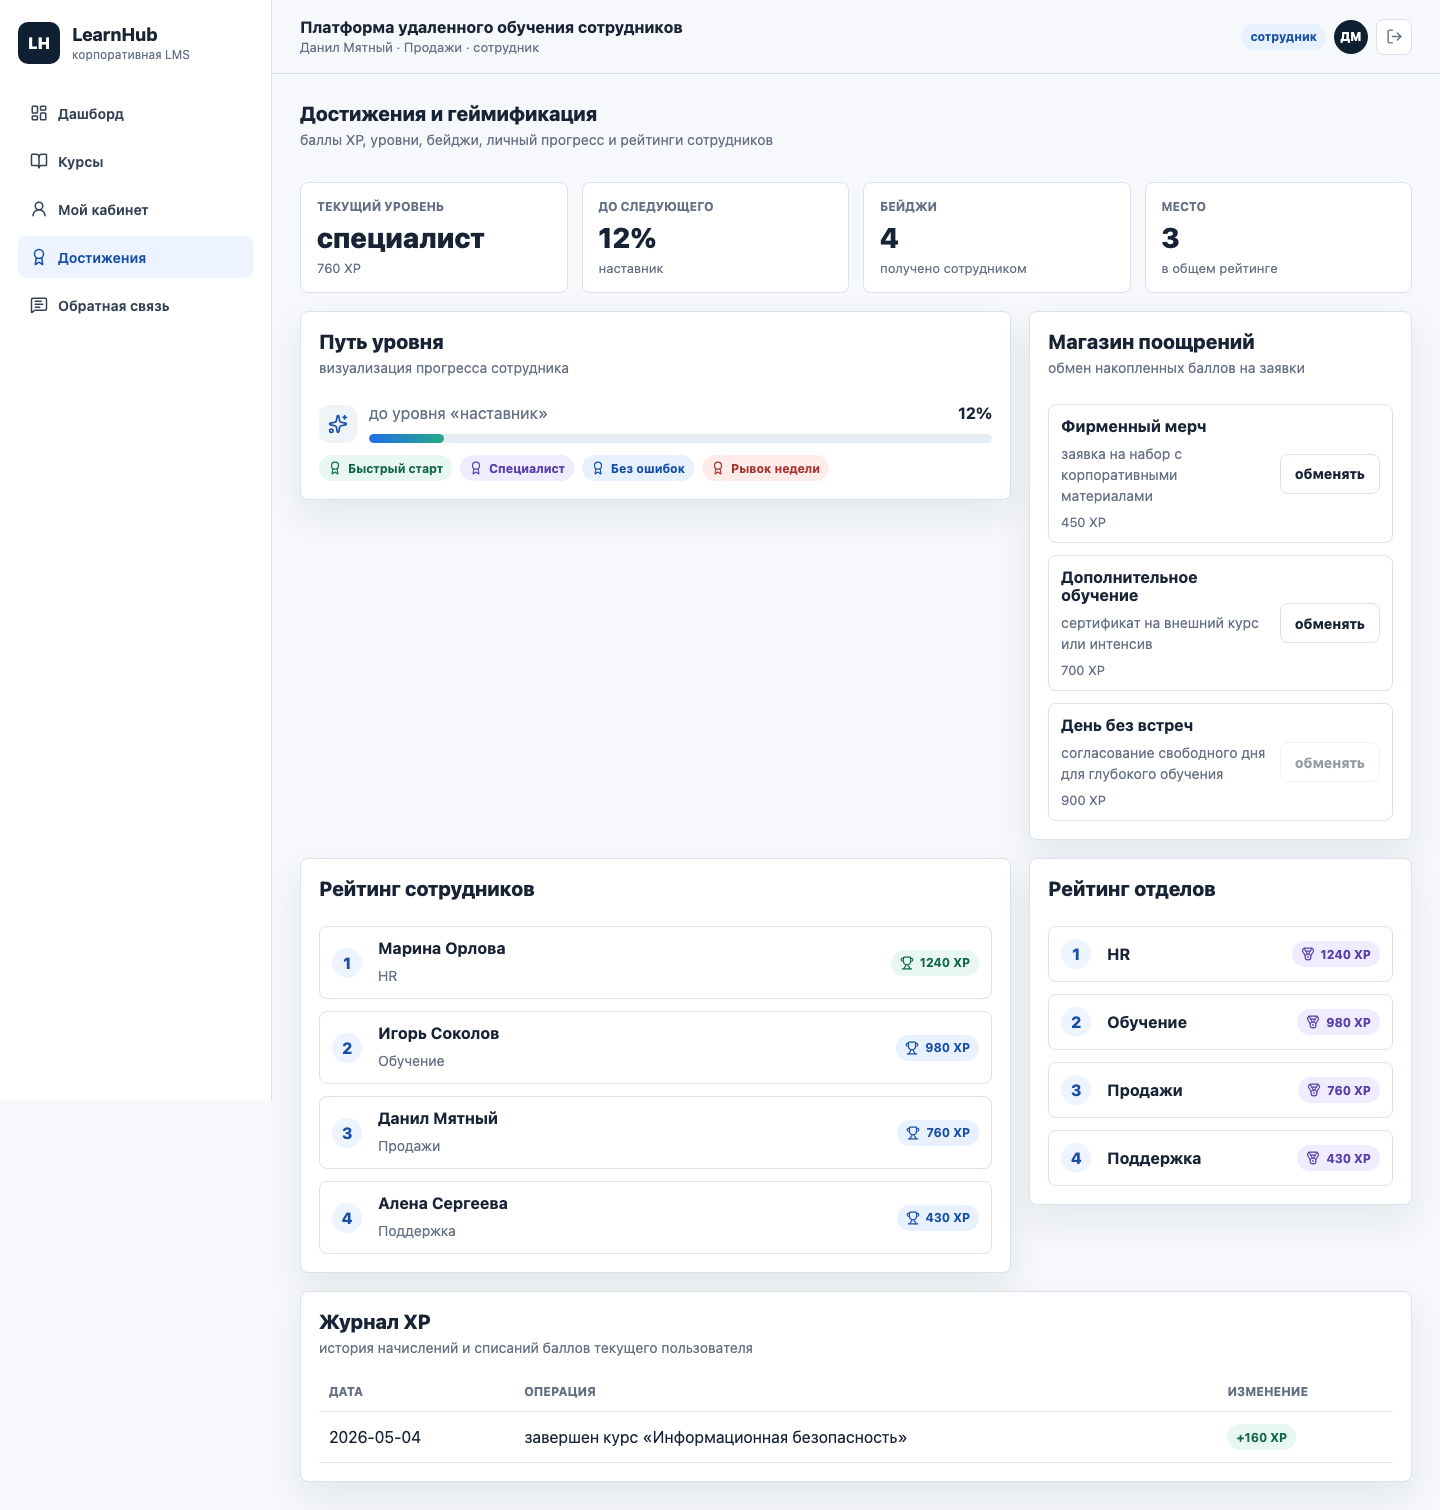 LH
LearnHub
корпоративная LMS
Дашборд
Курсы
Мой кабинет
Достижения
Обратная связь
Платформа удаленного обучения сотрудников
Данил Мятный · Продажи · сотрудник
сотрудник
ДМ
Достижения и геймификация
баллы XP, уровни, бейджи, личный прогресс и рейтинги сотрудников
ТЕКУЩИЙ УРОВЕНЬ
специалист
760 XP
ДО СЛЕДУЮЩЕГО
12%
наставник
БЕЙДЖИ
4
получено сотрудником
МЕСТО
3
в общем рейтинге
Путь уровня
визуализация прогресса сотрудника
до уровня «наставник»
12%
Быстрый старт
Специалист
Без ошибок
Рывок недели
Магазин поощрений
обмен накопленных баллов на заявки
Фирменный мерч
заявка на набор с
корпоративными
материалами
450 XP
обменять
Дополнительное
обучение
сертификат на внешний курс
или интенсив
700 XP
обменять
День без встреч
согласование свободного дня
для глубокого обучения
900 XP
обменять
Рейтинг сотрудников
1
Марина Орлова
HR
1240 XP
2
Игорь Соколов
Обучение
980 XP
3
Данил Мятный
Продажи
760 XP
4
Алена Сергеева
Поддержка
430 XP
Рейтинг отделов
1
HR
1240 XP
2
Обучение
980 XP
3
Продажи
760 XP
4
Поддержка
430 XP
Журнал XP
история начислений и списаний баллов текущего пользователя
ДАТА
ОПЕРАЦИЯ
ИЗМЕНЕНИЕ
2026-05-04
завершен курс «Информационная безопасность»
+160 XP